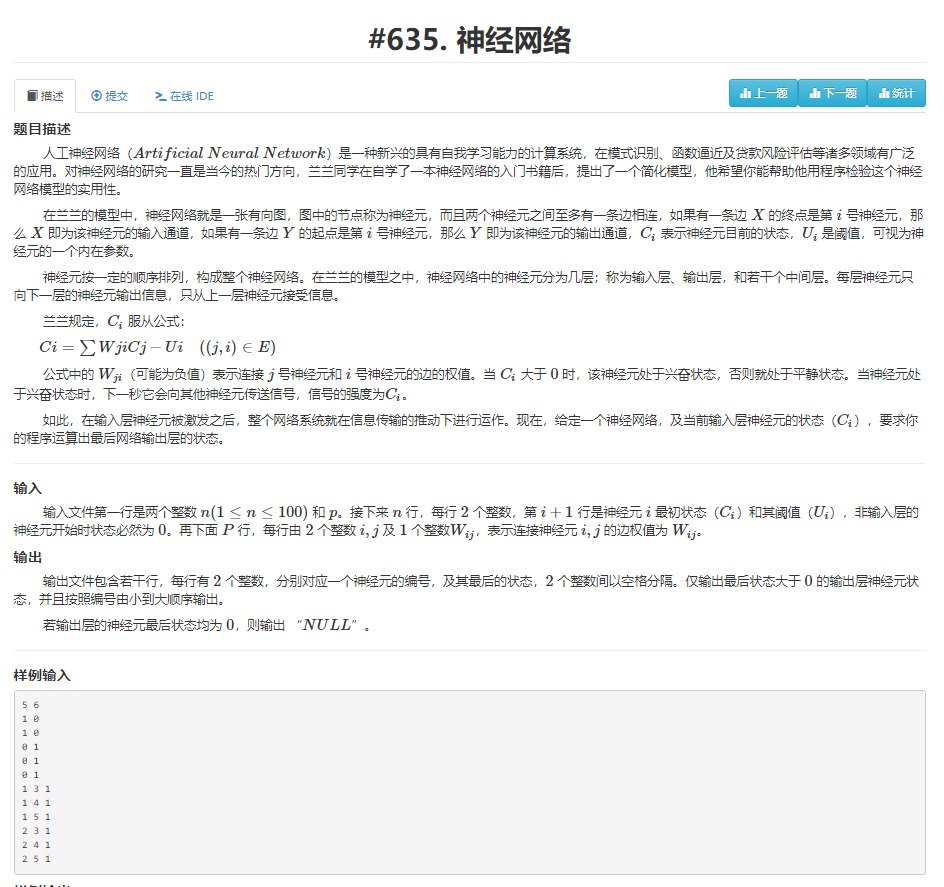 #635. 神经网络
描述 提交 在线 IDE 上一题 下一题 统计
题目描述
人工神经网络（Artificial Neural Network）是一种新兴的具有自我学习能力的计算系统，在模式识别、函数逼近及贷款风险评估等诸多领域有广泛
的应用。对神经网络的研究一直是当今的热门方向，兰兰同学在自学了一本神经网络的入门书籍后，提出了一个简化模型，他希望你能帮助他用程序检验这个神经
网络模型的实用性。
在兰兰的模型中，神经网络就是一张有向图，图中的节点称为神经元，而且两个神经元之间至多有一条边相连，如果有一条边 X 的终点是第 i 号神经元，那
么 X 即为该神经元的输入通道，如果有一条边 Y 的起点是第 i 号神经元，那么 Y 即为该神经元的输出通道，C_i 表示神经元目前的状态，U_i 是阈值，可视为神
经元的一个内在参数。
神经元按一定的顺序排列，构成整个神经网络。在兰兰的模型之中，神经网络中的神经元分为几层；称为输入层、输出层，和若干个中间层。每层神经元只
向下一层的神经元输出信息，只从上一层神经元接受信息。
兰兰规定，C_i 服从公式：
Ci = ∑ WjiCj − Ui ((j, i) ∈ E)
公式中的 W_ji（可能为负值）表示连接 j 号神经元和 i 号神经元的边的权值。当 C_i 大于 0 时，该神经元处于兴奋状态，否则就处于平静状态。当神经元处
于兴奋状态时，下一秒它会向其他神经元传送信号，信号的强度为C_i。
如此，在输入层神经元被激发之后，整个网络系统就在信息传输的推动下进行运作。现在，给定一个神经网络，及当前输入层神经元的状态（C_i），要求你
的程序运算出最后网络输出层的状态。
输入
输入文件第一行是两个整数 n(1 ≤ n ≤ 100) 和 p。接下来 n 行，每行 2 个整数，第 i + 1 行是神经元 i 最初状态（C_i）和其阈值（U_i），非输入层的
神经元开始时状态必然为 0。再下面 P 行，每行由 2 个整数 i, j 及 1 个整数W_ij，表示连接神经元 i, j 的边权值为 W_ij。
输出
输出文件包含若干行，每行有 2 个整数，分别对应一个神经元的编号，及其最后的状态，2 个整数间以空格分隔。仅输出最后状态大于 0 的输出层神经元状
态，并且按照编号由小到大顺序输出。
若输出层的神经元最后状态均为 0，则输出 “NULL”。
样例输入
5 6
1 0
1 0
0 1
0 1
0 1
1 3 1
1 4 1
1 5 1
2 3 1
2 4 1
2 5 1